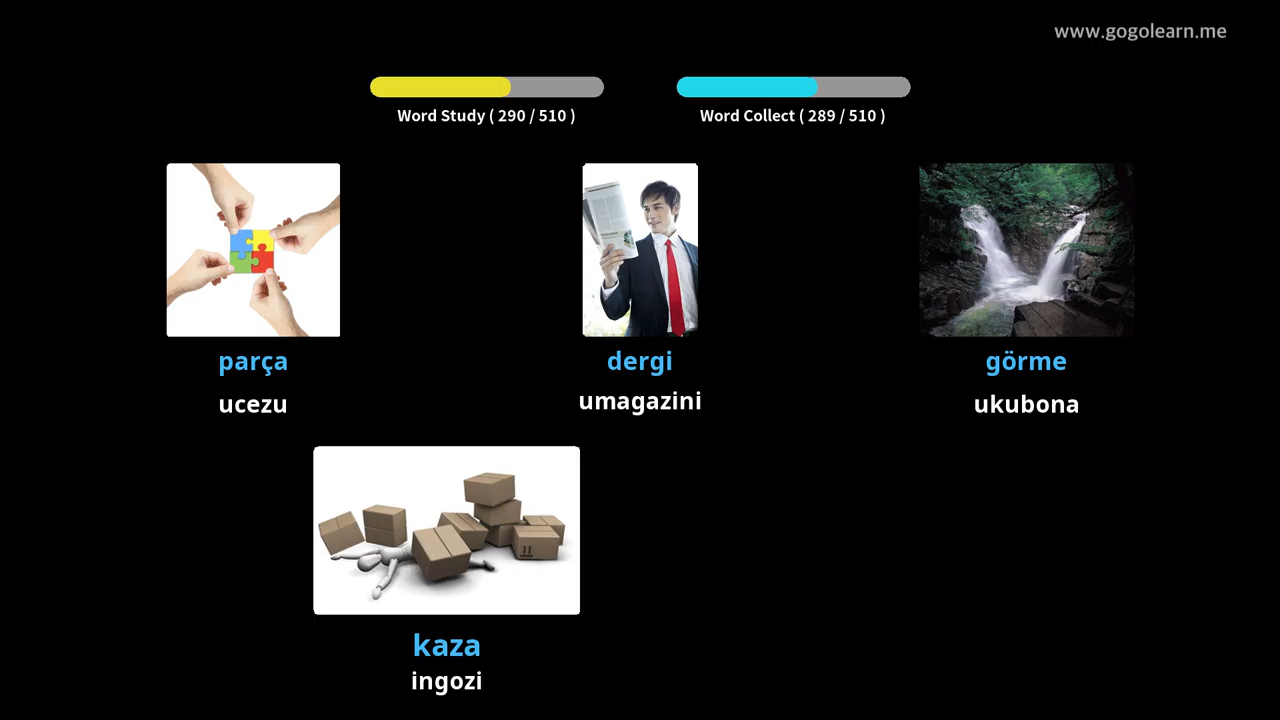 www.gogolearn.me
Word Study ( 290 / 510 )
Word Collect ( 289 / 510 )
parça
ucezu
dergi
umagazini
görme
ukubona
kaza
ingozi